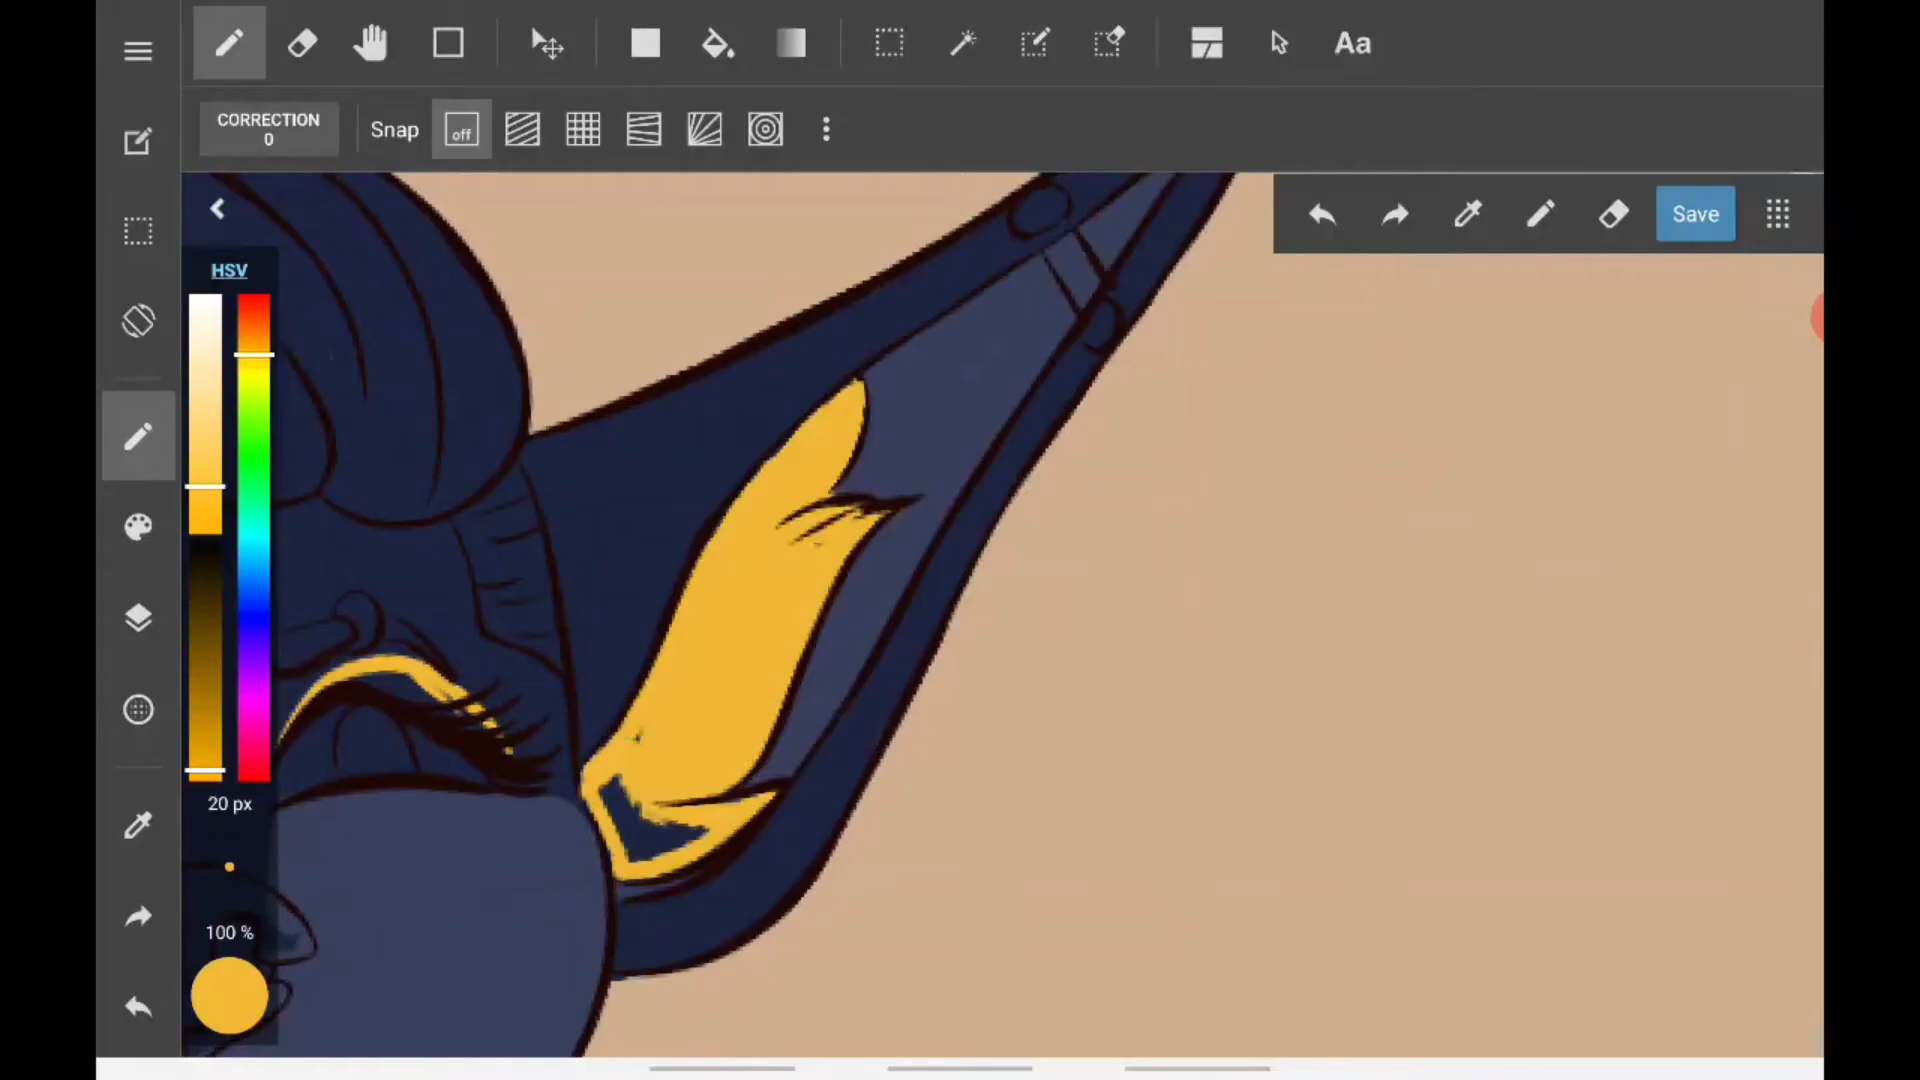 Aa
CORRECTION
0
Snap
off
Save
HSV
20 px
100 %